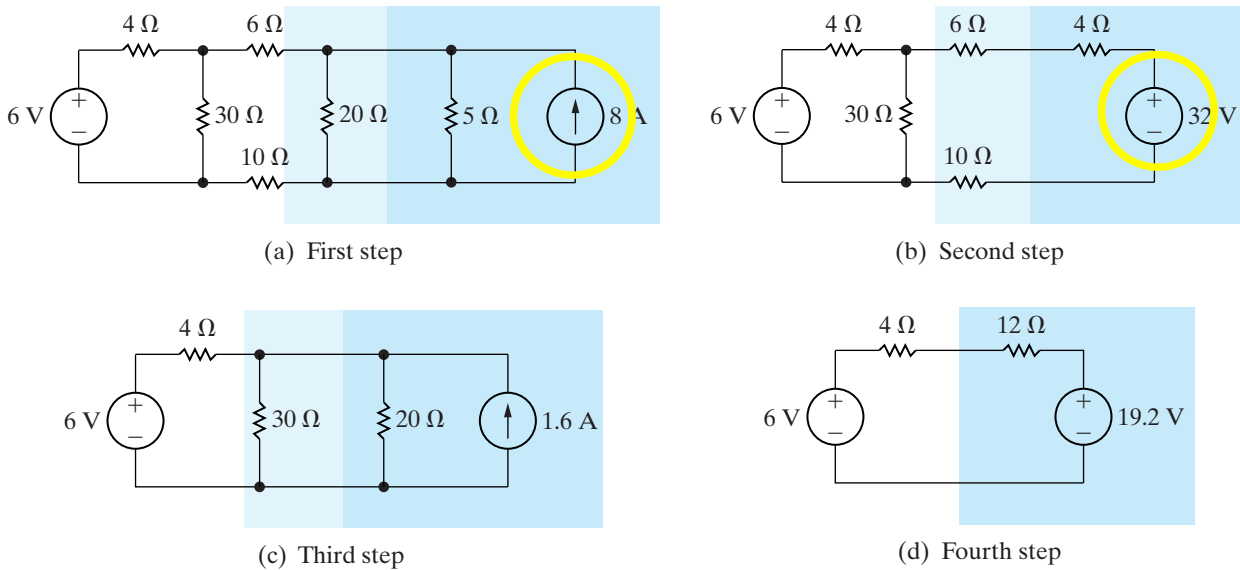 4 Ω 6 Ω
6 V + − 30 Ω 20 Ω 5 Ω 8 A
10 Ω
(a) First step
4 Ω 6 Ω 4 Ω
6 V + − 30 Ω + − 32 V
10 Ω
(b) Second step
4 Ω
6 V + − 30 Ω 20 Ω 1.6 A
(c) Third step
4 Ω 12 Ω
6 V + − + − 19.2 V
(d) Fourth step